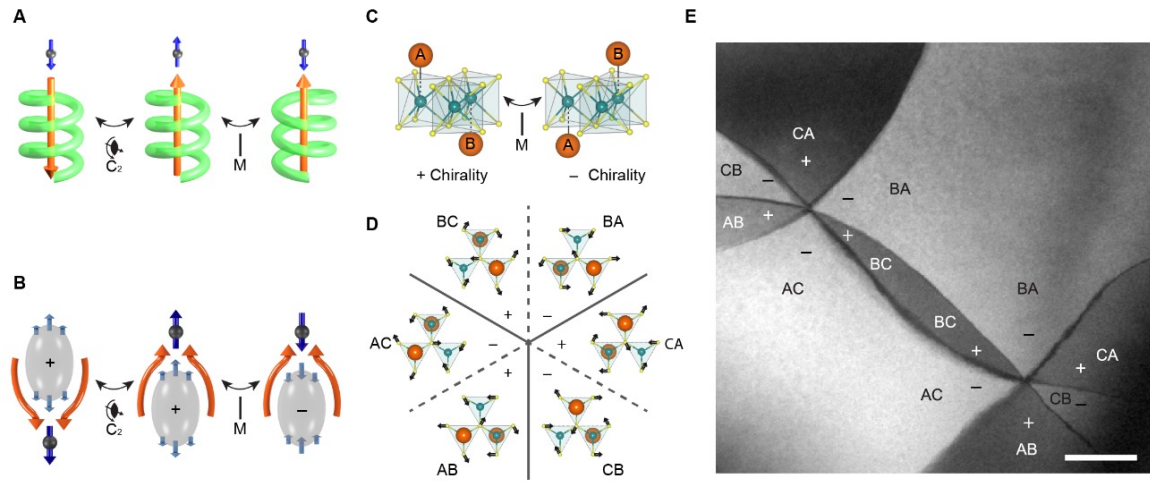 A
C₂
M
B
+
+
–
C₂
M
C
A
B
B
A
M
+ Chirality
– Chirality
D
BC
BA
AC
CA
AB
CB
+
–
–
+
+
–
E
CA
+
CB
–
BA
–
AB
+
+
–
BC
AC
BA
BC
–
+
CA
+
AC
–
CB
–
+
AB